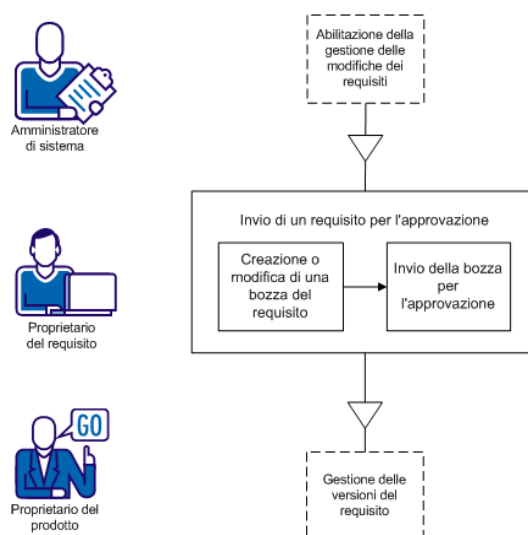 Abilitazione della
gestione delle
modifiche dei
requisiti
Amministratore
di sistema
Invio di un requisito per l'approvazione
Creazione o
modifica di una
bozza del
requisito
Invio della bozza
per
l'approvazione
Proprietario
del requisito
GO
Proprietario del
prodotto
Gestione delle
versioni del
requisito